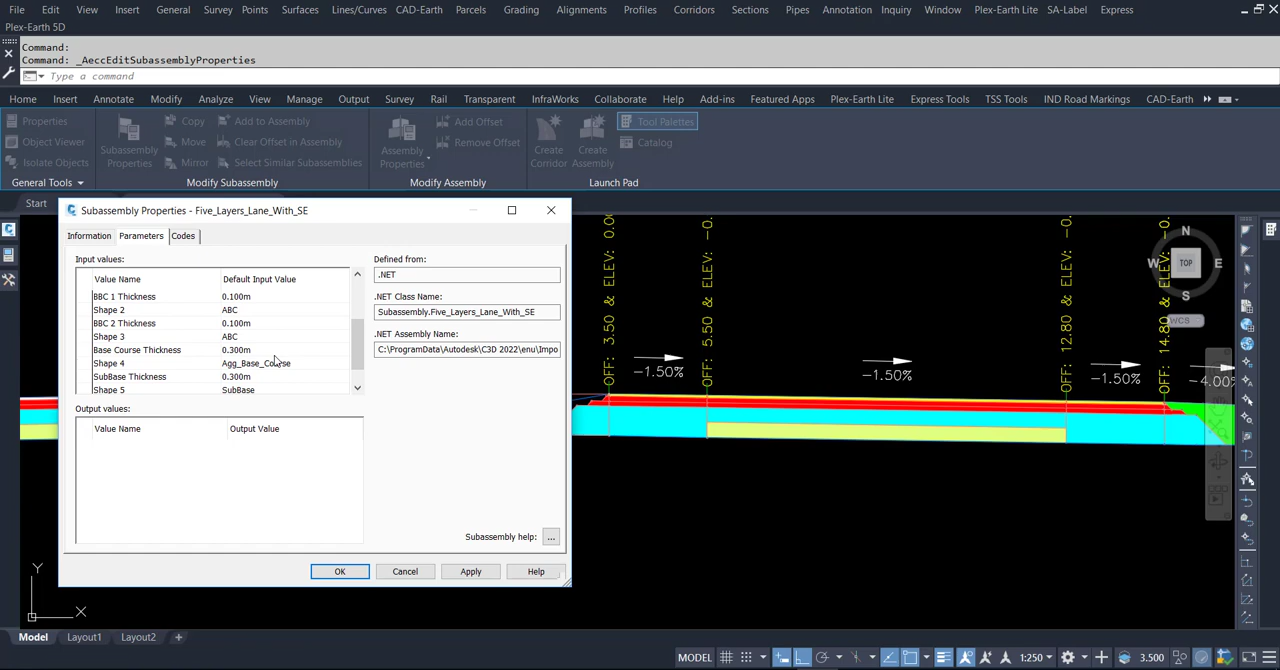 File Edit View Insert General Survey Points Surfaces Lines/Curves CAD-Earth Parcels Grading Alignments Profiles Corridors Sections Pipes Annotation Inquiry Window Plex-Earth Lite SA-Label Express
Plex-Earth 5D
Command:
Command: _AeccEditSubassemblyProperties
Type a command
Home Insert Annotate Modify Analyze View Manage Output Survey Rail Transparent InfraWorks Collaborate Help Add-ins Featured Apps Plex-Earth Lite Express Tools TSS Tools IND Road Markings CAD-Earth
Properties Copy Add to Assembly Add Offset Tool Palettes
Object Viewer Subassembly Properties Move Clear Offset in Assembly Assembly Properties Remove Offset Create Corridor Create Assembly Catalog
Isolate Objects Mirror Select Similar Subassemblies
General Tools Modify Subassembly Modify Assembly Launch Pad
Start
Subassembly Properties - Five_Layers_Lane_With_SE
Information Parameters Codes
Input values:
Value Name Default Input Value
BBC 1 Thickness 0.100m
Shape 2 ABC
BBC 2 Thickness 0.100m
Shape 3 ABC
Base Course Thickness 0.300m
Shape 4 Agg_Base_Course
SubBase Thickness 0.300m
Shape 5 SubBase
Output values:
Value Name Output Value
Defined from:
.NET
.NET Class Name:
Subassembly.Five_Layers_Lane_With_SE
.NET Assembly Name:
C:\ProgramData\Autodesk\C3D 2022\enu\Impo
Subassembly help: ...
OK Cancel Apply Help
OFF: 3.50 & ELEV: 0.0
OFF: 5.50 & ELEV: -0.
OFF: 12.80 & ELEV: -0.
OFF: 14.80 & ELEV: -0.
-1.50%
-1.50%
-1.50%
-4.00%
N
W TOP E
S
WCS
Y
X
Model Layout1 Layout2 +
MODEL 1:250 3.500